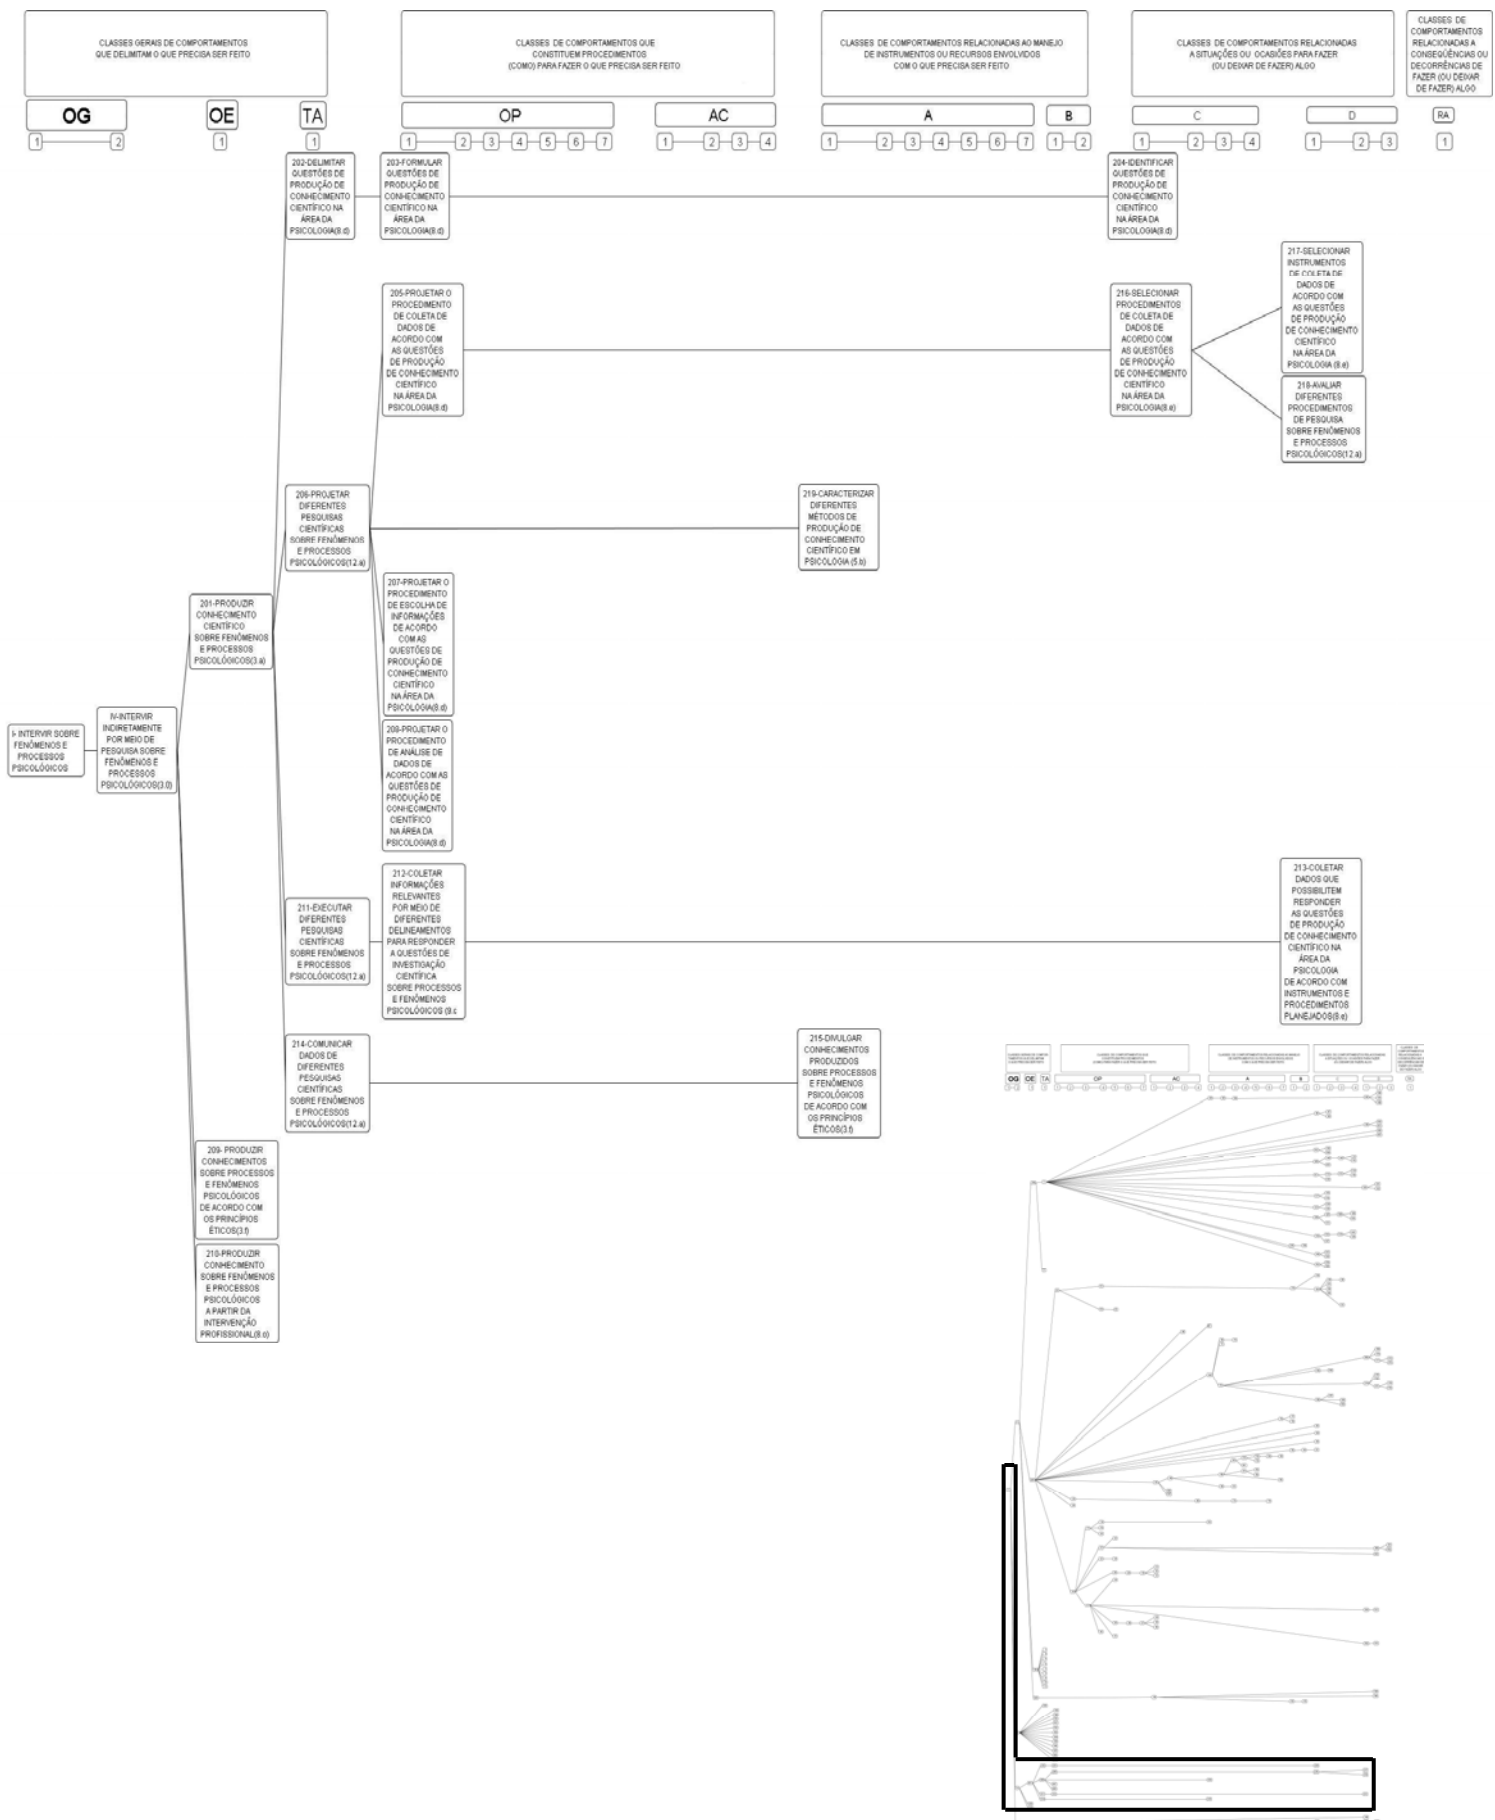 CLASSES GERAIS DE COMPORTAMENTOS
QUE DELIMITAM O QUE PRECISA SER FEITO
CLASSES DE COMPORTAMENTOS QUE
CONSTITUEM PROCEDIMENTOS
(COMO) PARA FAZER O QUE PRECISA SER FEITO
CLASSES DE COMPORTAMENTOS RELACIONADAS AO MANEJO
DE INSTRUMENTOS OU RECURSOS ENVOLVIDOS
COM O QUE PRECISA SER FEITO
CLASSES DE COMPORTAMENTOS RELACIONADAS
A SITUAÇÕES OU OCASIÕES PARA FAZER
(OU DEIXAR DE FAZER) ALGO
CLASSES DE
COMPORTAMENTOS
RELACIONADAS A
CONSEQÜÊNCIAS OU
DECORRÊNCIAS DE
FAZER (OU DEIXAR
DE FAZER) ALGO
OG
OE
TA
OP
AC
A
B
C
D
RA
1 2
1
1
1 2 3 4 5 6 7
1 2 3 4
1 2 3 4 5 6 7
1 2
1 2 3 4
1 2 3
1
202-DELIMITAR
QUESTÕES DE
PRODUÇÃO DE
CONHECIMENTO
CIENTÍFICO NA
ÁREA DA
PSICOLOGIA(8.d)
203-FORMULAR
QUESTÕES DE
PRODUÇÃO DE
CONHECIMENTO
CIENTÍFICO NA
ÁREA DA
PSICOLOGIA(8.d)
204-IDENTIFICAR
QUESTÕES DE
PRODUÇÃO DE
CONHECIMENTO
CIENTÍFICO
NA ÁREA DA
PSICOLOGIA(8.d)
205-PROJETAR O
PROCEDIMENTO
DE COLETA DE
DADOS DE
ACORDO COM
AS QUESTÕES
DE PRODUÇÃO
DE CONHECIMENTO
CIENTÍFICO
NA ÁREA DA
PSICOLOGIA(8.d)
216-SELECIONAR
PROCEDIMENTOS
DE COLETA DE
DADOS DE
ACORDO COM
AS QUESTÕES
DE PRODUÇÃO
DE CONHECIMENTO
CIENTÍFICO
NA ÁREA DA
PSICOLOGIA(8.e)
217-SELECIONAR
INSTRUMENTOS
DE COLETA DE
DADOS DE
ACORDO COM
AS QUESTÕES
DE PRODUÇÃO
DE CONHECIMENTO
CIENTÍFICO
NA ÁREA DA
PSICOLOGIA (8.e)
218-AVALIAR
DIFERENTES
PROCEDIMENTOS
DE PESQUISA
SOBRE FENÔMENOS
E PROCESSOS
PSICOLÓGICOS(12.a)
206-PROJETAR
DIFERENTES
PESQUISAS
CIENTÍFICAS
SOBRE FENÔMENOS
E PROCESSOS
PSICOLÓGICOS(12.a)
219-CARACTERIZAR
DIFERENTES
MÉTODOS DE
PRODUÇÃO DE
CONHECIMENTO
CIENTÍFICO EM
PSICOLOGIA (5.b)
207-PROJETAR O
PROCEDIMENTO
DE ESCOLHA DE
INFORMAÇÕES
DE ACORDO
COM AS
QUESTÕES DE
PRODUÇÃO DE
CONHECIMENTO
CIENTÍFICO
NA ÁREA DA
PSICOLOGIA(8.d)
201-PRODUZIR
CONHECIMENTO
CIENTÍFICO
SOBRE FENÔMENOS
E PROCESSOS
PSICOLÓGICOS(3.a)
I- INTERVIR SOBRE
FENÔMENOS E
PROCESSOS
PSICOLÓGICOS
IV-INTERVIR
INDIRETAMENTE
POR MEIO DE
PESQUISA SOBRE
FENÔMENOS E
PROCESSOS
PSICOLÓGICOS(3.0)
208-PROJETAR O
PROCEDIMENTO
DE ANÁLISE DE
DADOS DE
ACORDO COM AS
QUESTÕES DE
PRODUÇÃO DE
CONHECIMENTO
CIENTÍFICO
NA ÁREA DA
PSICOLOGIA(8.d)
211-EXECUTAR
DIFERENTES
PESQUISAS
CIENTÍFICAS
SOBRE FENÔMENOS
E PROCESSOS
PSICOLÓGICOS(12.a)
212-COLETAR
INFORMAÇÕES
RELEVANTES
POR MEIO DE
DIFERENTES
DELINEAMENTOS
PARA RESPONDER
A QUESTÕES DE
INVESTIGAÇÃO
CIENTÍFICA
SOBRE PROCESSOS
E FENÔMENOS
PSICOLÓGICOS (9.c
213-COLETAR
DADOS QUE
POSSIBILITEM
RESPONDER
AS QUESTÕES
DE PRODUÇÃO
DE CONHECIMENTO
CIENTÍFICO NA
ÁREA DA
PSICOLOGIA
DE ACORDO COM
INSTRUMENTOS E
PROCEDIMENTOS
PLANEJADOS(8.e)
214-COMUNICAR
DADOS DE
DIFERENTES
PESQUISAS
CIENTÍFICAS
SOBRE FENÔMENOS
E PROCESSOS
PSICOLÓGICOS(12.a)
215-DIVULGAR
CONHECIMENTOS
PRODUZIDOS
SOBRE PROCESSOS
E FENÔMENOS
PSICOLÓGICOS
DE ACORDO COM
OS PRINCÍPIOS
ÉTICOS(3.f)
209- PRODUZIR
CONHECIMENTOS
SOBRE PROCESSOS
E FENÔMENOS
PSICOLÓGICOS
DE ACORDO COM
OS PRINCÍPIOS
ÉTICOS(3.f)
210-PRODUZIR
CONHECIMENTO
SOBRE FENÔMENOS
E PROCESSOS
PSICOLÓGICOS
A PARTIR DA
INTERVENÇÃO
PROFISSIONAL(8.o)
OG OE TA OP AC A B C D